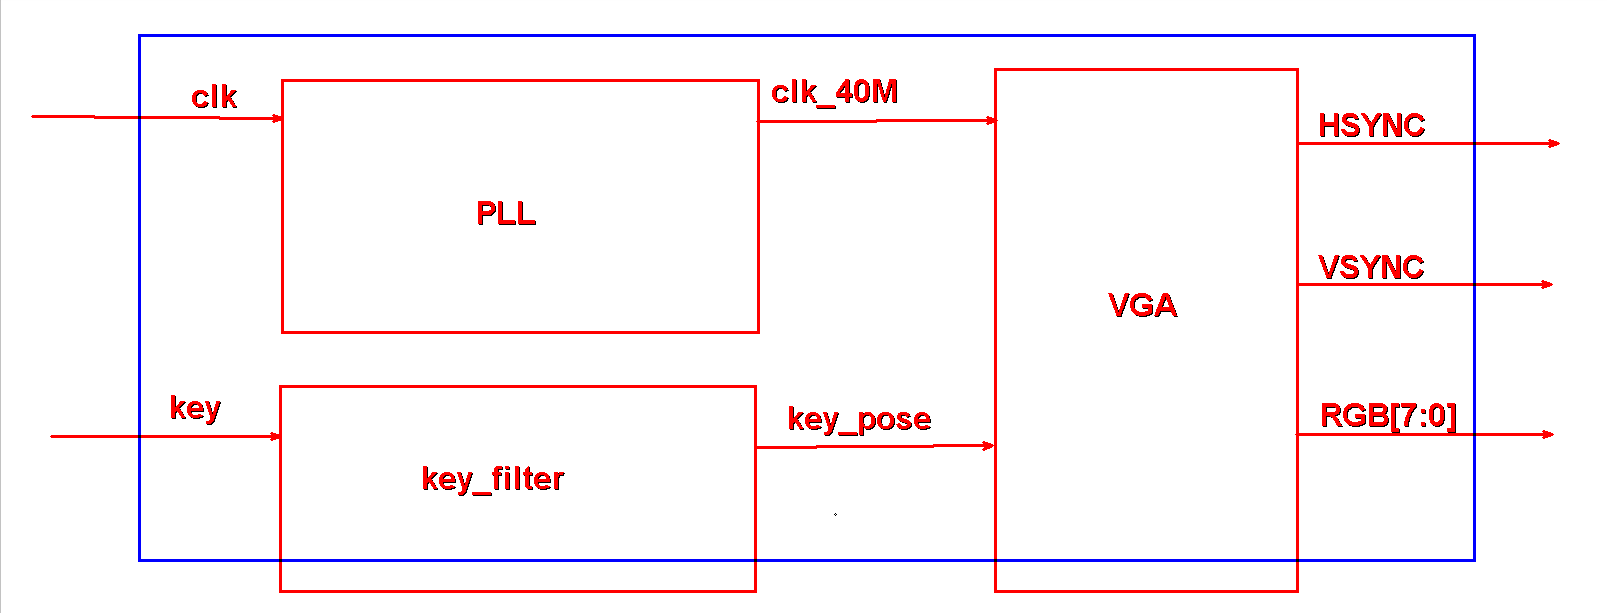 clk
clk_40M
HSYNC
PLL
VSYNC
VGA
key
key_pose
RGB[7:0]
key_filter